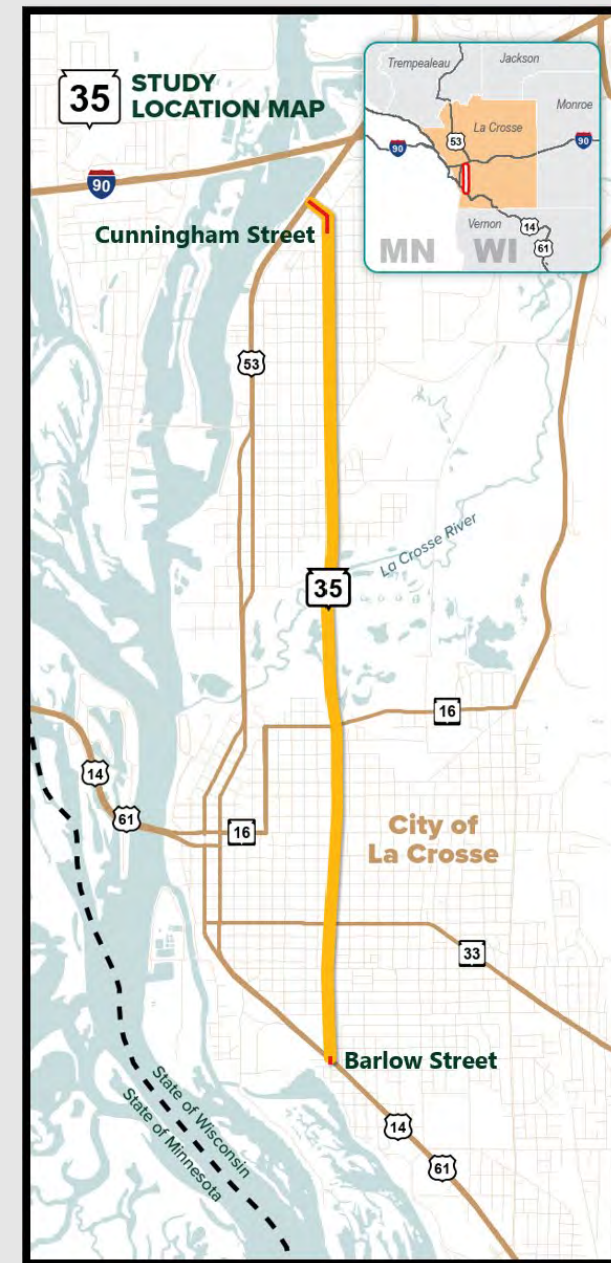 35
STUDY
LOCATION MAP
90
Cunningham Street
53
La Crosse River
35
16
14
61
16
City of
La Crosse
33
Barlow Street
State of Wisconsin
State of Minnesota
14
61
Trempealeau
Jackson
Monroe
53
La Crosse
90
90
Vernon
14
61
MN
WI